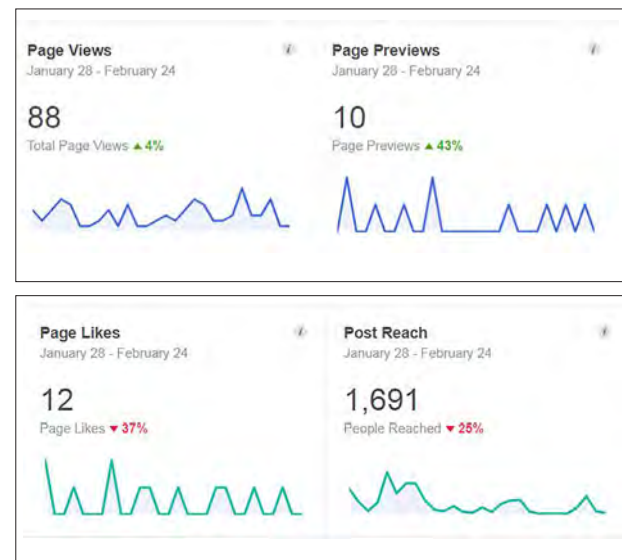 Page Views
January 28 - February 24
88
Total Page Views ▲ 4%
Page Previews
January 28 - February 24
10
Page Previews ▲ 43%
Page Likes
January 28 - February 24
12
Page Likes ▼ 37%
Post Reach
January 28 - February 24
1,691
People Reached ▼ 25%